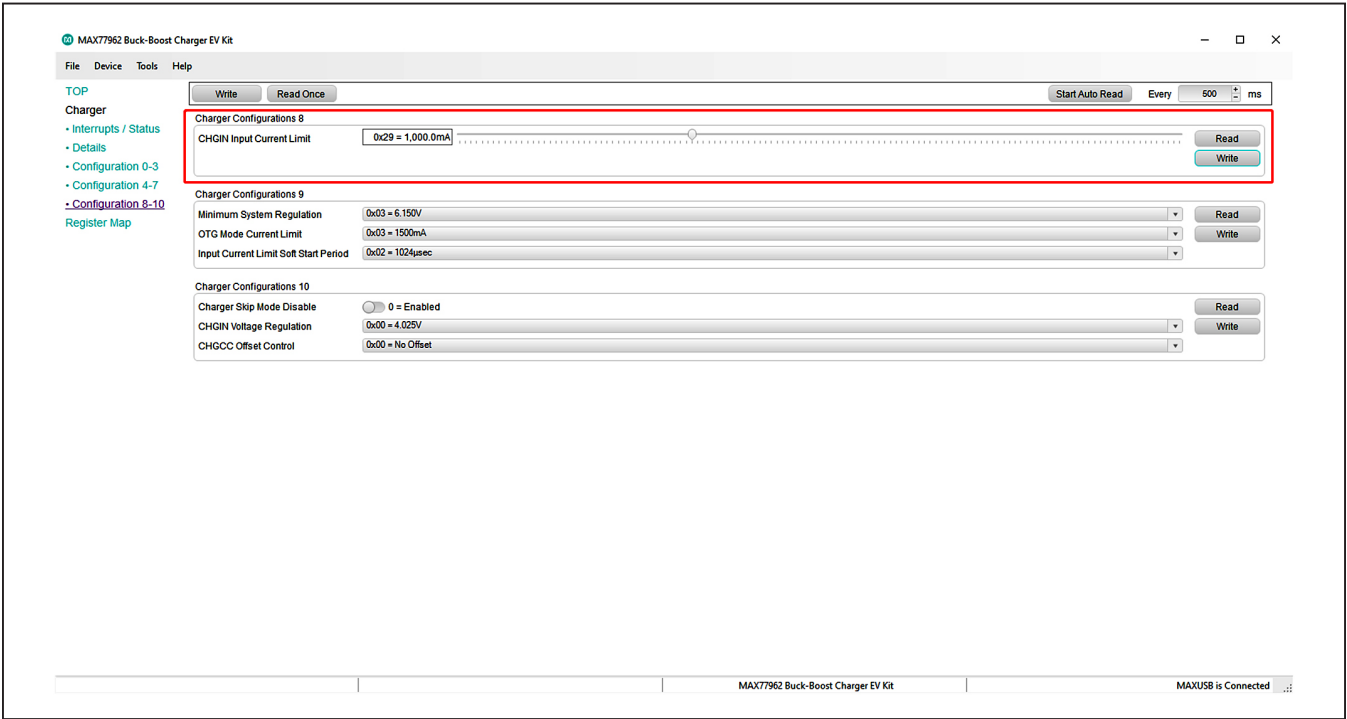 MAX77962 Buck-Boost Charger EV Kit
File Device Tools Help
TOP
Charger
• Interrupts / Status
• Details
• Configuration 0-3
• Configuration 4-7
• Configuration 8-10
Register Map
Write Read Once Start Auto Read Every 500 ms
Charger Configurations 8
CHGIN Input Current Limit 0x29 = 1,000.0mA Read
Write
Charger Configurations 9
Minimum System Regulation 0x03 = 6.150V Read
OTG Mode Current Limit 0x03 = 1500mA Write
Input Current Limit Soft Start Period 0x02 = 1024µsec
Charger Configurations 10
Charger Skip Mode Disable 0 = Enabled Read
CHGIN Voltage Regulation 0x00 = 4.025V Write
CHGCC Offset Control 0x00 = No Offset
MAX77962 Buck-Boost Charger EV Kit MAXUSB is Connected